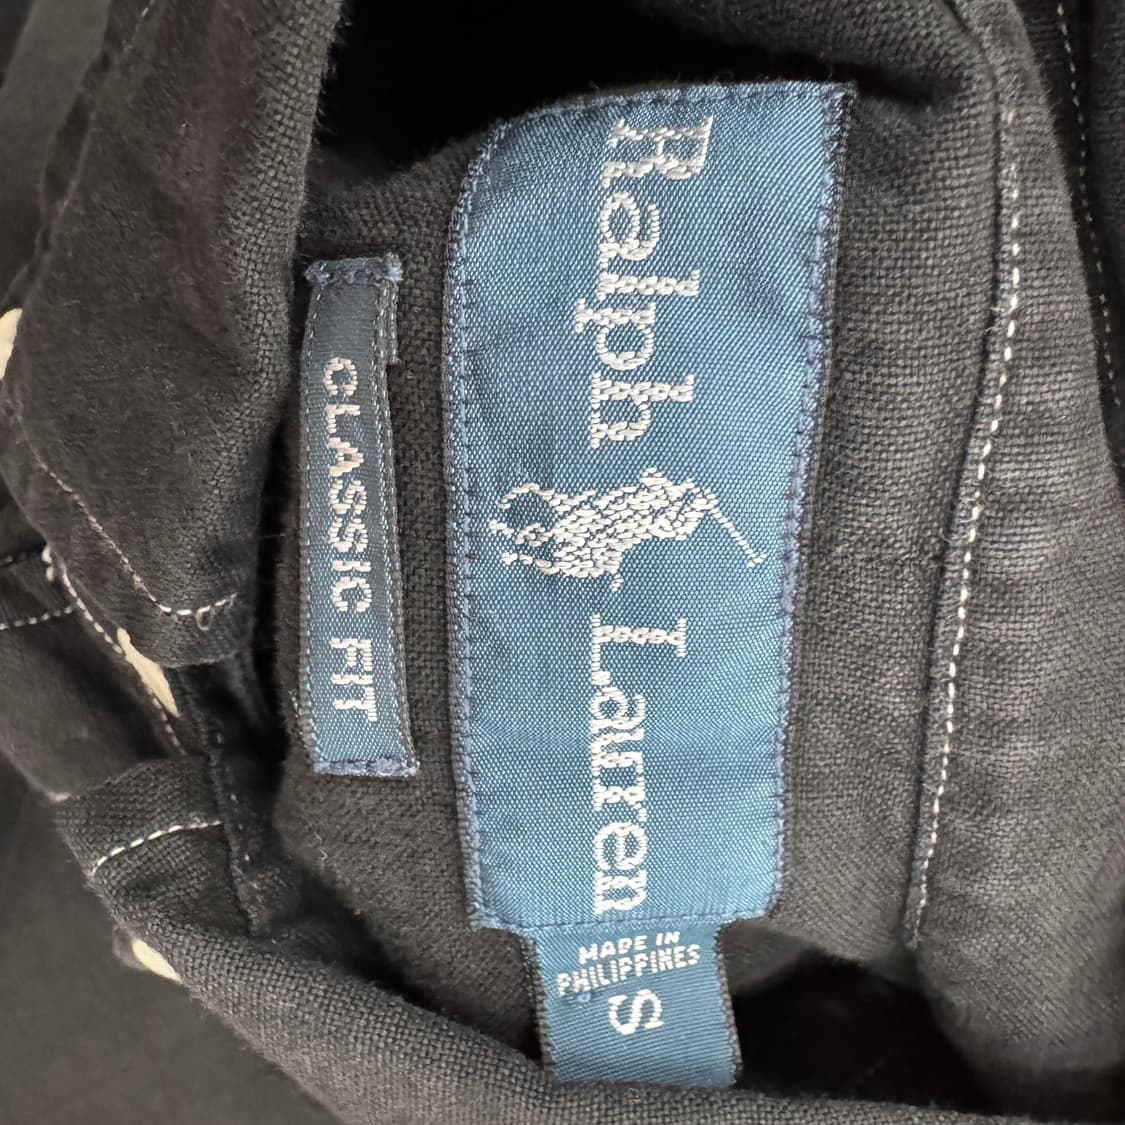 Ralph Lauren
CLASSIC FIT
MADE IN
PHILIPPINES
S